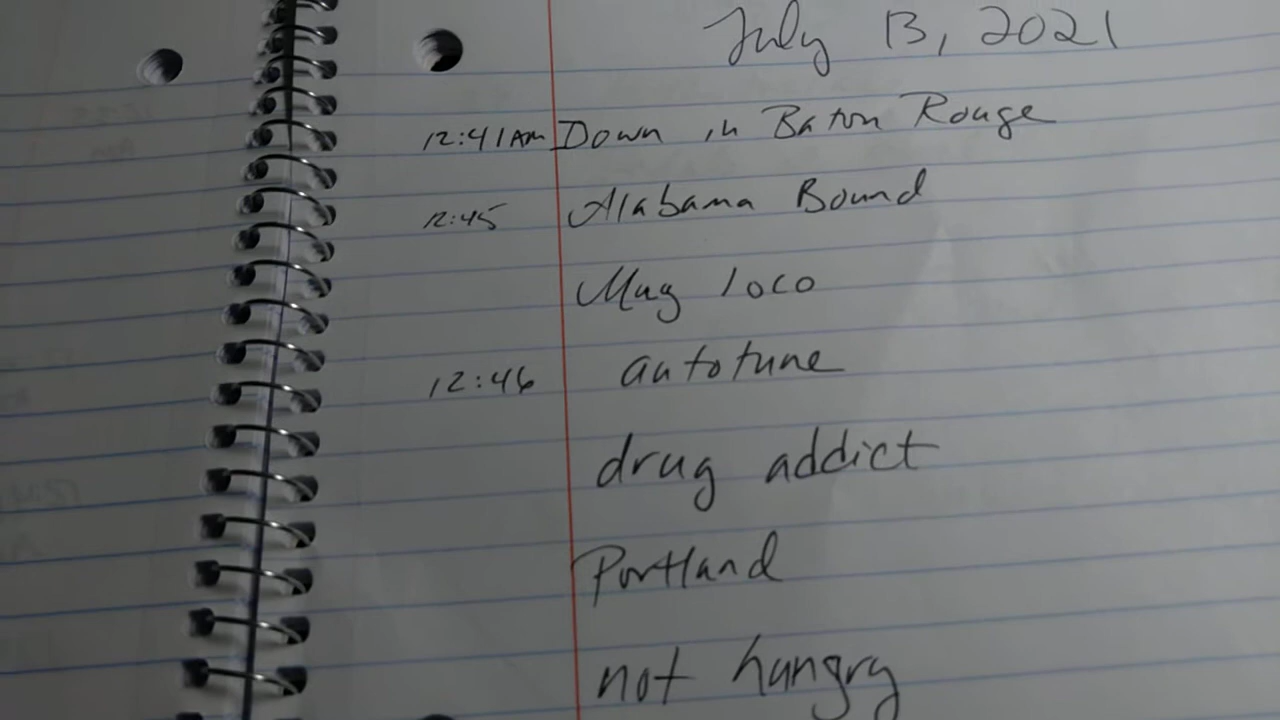 July 13, 2021
12:41AM Down in Baton Rouge
12:45 Alabama Bound
Muy loco
12:46 autotune
drug addict
Portland
not hungry